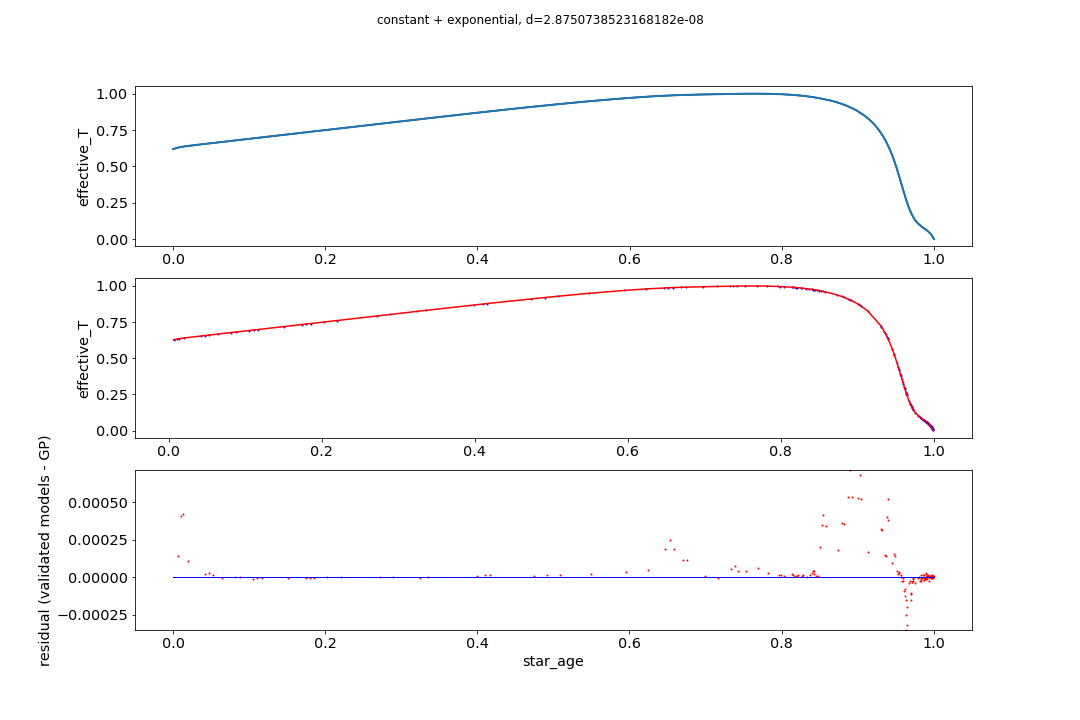 constant + exponential, d=2.8750738523168182e-08
effective_T
1.00
0.75
0.50
0.25
0.00
0.0 0.2 0.4 0.6 0.8 1.0
effective_T
1.00
0.75
0.50
0.25
0.00
0.0 0.2 0.4 0.6 0.8 1.0
residual (validated models - GP)
0.00050
0.00025
0.00000
−0.00025
0.0 0.2 0.4 0.6 0.8 1.0
star_age